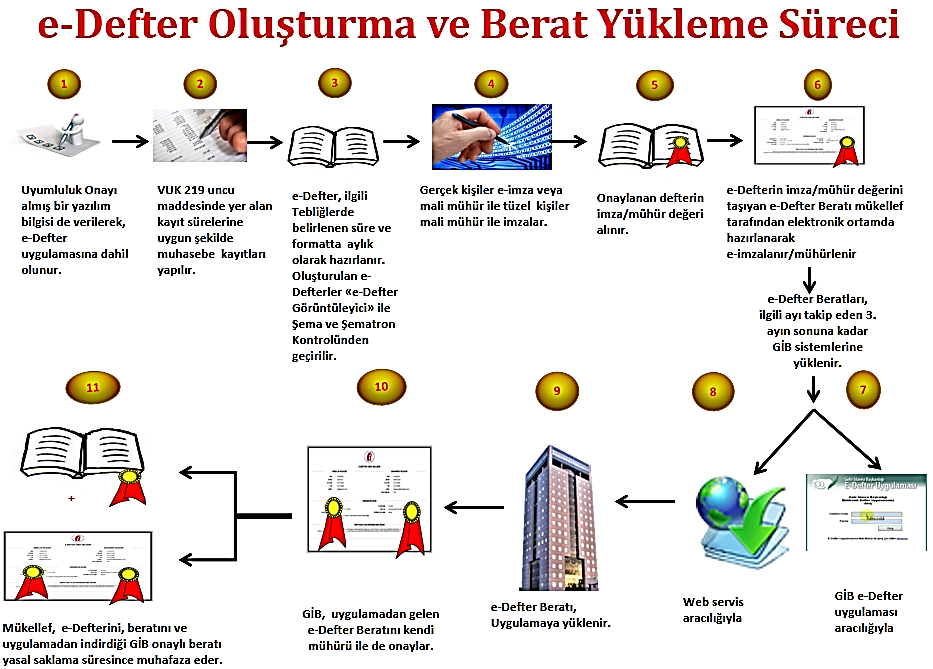 e-Defter Oluşturma ve Berat Yükleme Süreci
1
2
3
4
5
6
Uyumluluk Onayı
almış bir yazılım
bilgisi de verilerek,
e-Defter
uygulamasına dahil
olunur.
VUK 219 uncu
maddesinde yer alan
kayıt sürelerine
uygun şekilde
muhasebe kayıtları
yapılır.
e-Defter, ilgili
Tebliğlerde
belirlenen süre ve
formatta aylık
olarak hazırlanır.
Oluşturulan e-
Defterler «e-Defter
Görüntüleyici» ile
Şema ve Şematron
Kontrolünden
geçirilir.
Gerçek kişiler e-imza veya
mali mühür ile tüzel kişiler
mali mühür ile imzalar.
Onaylanan defterin
imza/mühür değeri
alınır.
e-Defterin imza/mühür değerini
taşıyan e-Defter Beratı mükellef
tarafından elektronik ortamda
hazırlanarak
e-imzalanır/mühürlenir
e-Defter Beratları,
ilgili ayı takip eden 3.
ayın sonuna kadar
GİB sistemlerine
yüklenir.
7
8
9
10
11
Gelir İdaresi Başkanlığı
E-Defter Uygulaması
GİB e-Defter
uygulaması
aracılığıyla
Web servis
aracılığıyla
e-Defter Beratı,
Uygulamaya yüklenir.
GİB, uygulamadan gelen
e-Defter Beratını kendi
mühürü ile de onaylar.
+
Mükellef, e-Defterini, beratını ve
uygulamadan indirdiği GİB onaylı beratı
yasal saklama süresince muhafaza eder.